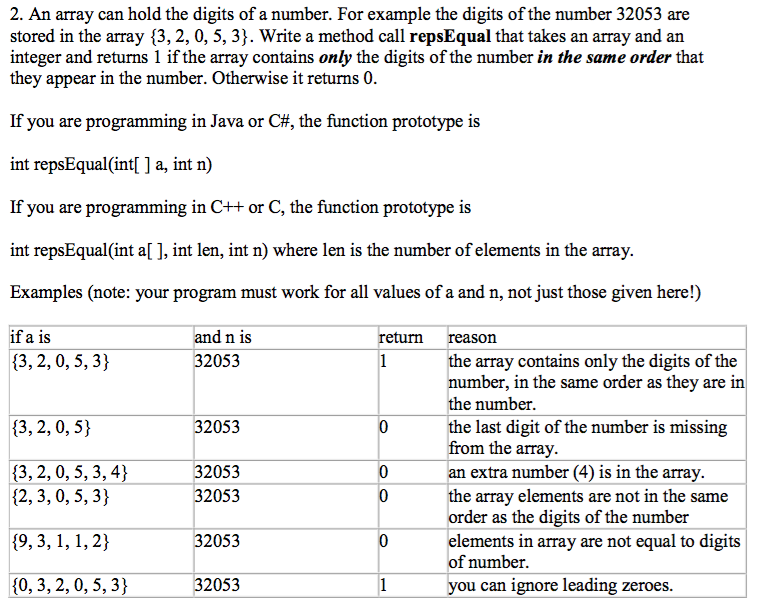 2. An array can hold the digits of a number. For example the digits of the number 32053 are
stored in the array {3, 2, 0, 5, 3}. Write a method call repsEqual that takes an array and an
integer and returns 1 if the array contains only the digits of the number in the same order that
they appear in the number. Otherwise it returns 0.
If you are programming in Java or C#, the function prototype is
int repsEqual(int[ ] a, int n)
If you are programming in C++ or C, the function prototype is
int repsEqual(int a[ ], int len, int n) where len is the number of elements in the array.
Examples (note: your program must work for all values of a and n, not just those given here!)
if a is and n is return reason
{3, 2, 0, 5, 3} 32053 1 the array contains only the digits of the
number, in the same order as they are in
the number.
{3, 2, 0, 5} 32053 0 the last digit of the number is missing
from the array.
{3, 2, 0, 5, 3, 4} 32053 0 an extra number (4) is in the array.
{2, 3, 0, 5, 3} 32053 0 the array elements are not in the same
order as the digits of the number
{9, 3, 1, 1, 2} 32053 0 elements in array are not equal to digits
of number.
{0, 3, 2, 0, 5, 3} 32053 1 you can ignore leading zeroes.